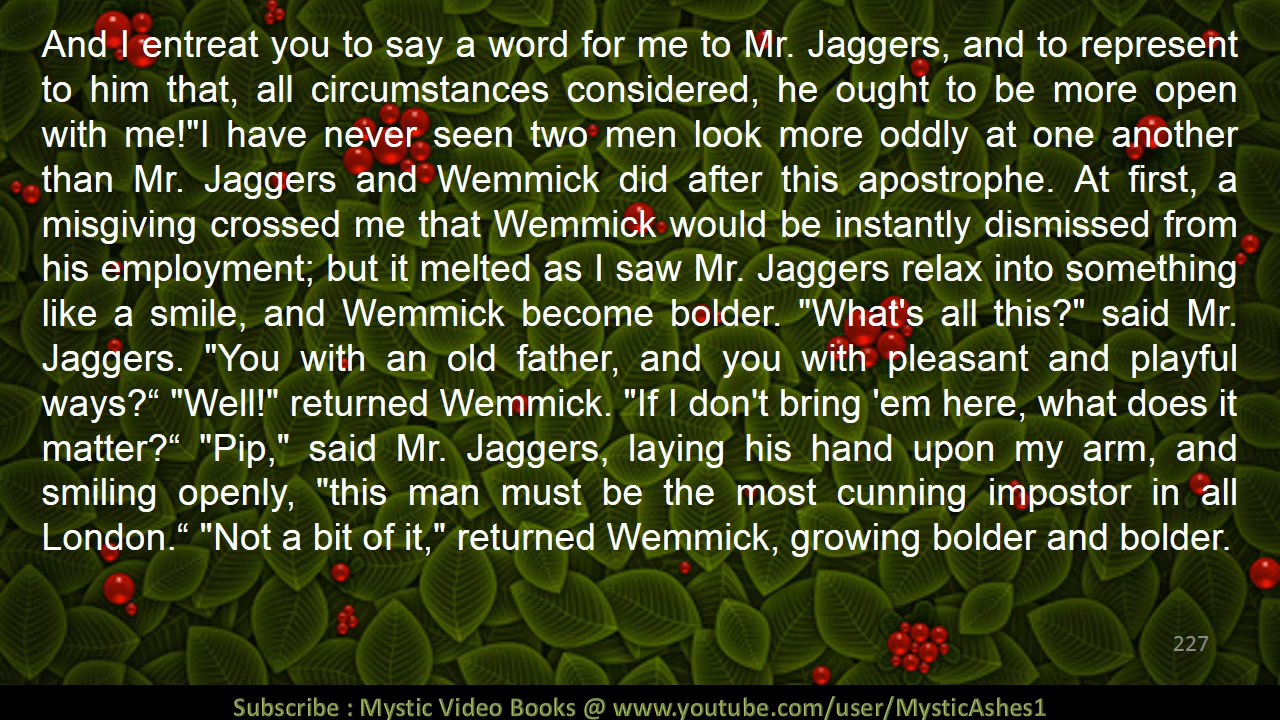 And I entreat you to say a word for me to Mr. Jaggers, and to represent
to him that, all circumstances considered, he ought to be more open
with me!"I have never seen two men look more oddly at one another
than Mr. Jaggers and Wemmick did after this apostrophe. At first, a
misgiving crossed me that Wemmick would be instantly dismissed from
his employment; but it melted as I saw Mr. Jaggers relax into something
like a smile, and Wemmick become bolder. "What's all this?" said Mr.
Jaggers. "You with an old father, and you with pleasant and playful
ways?“ "Well!" returned Wemmick. "If I don't bring 'em here, what does it
matter?“ "Pip," said Mr. Jaggers, laying his hand upon my arm, and
smiling openly, "this man must be the most cunning impostor in all
London.“ "Not a bit of it," returned Wemmick, growing bolder and bolder.
227
Subscribe : Mystic Video Books @ www.youtube.com/user/MysticAshes1